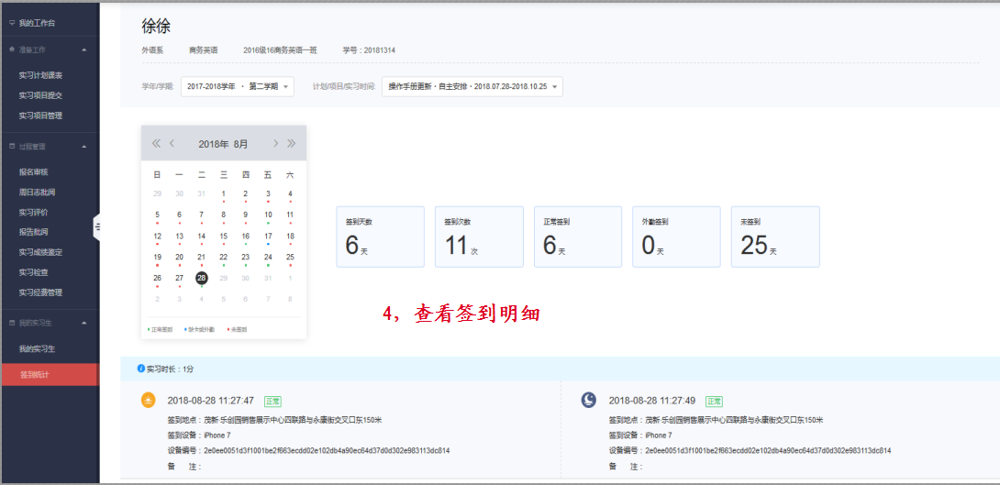 我的工作台
准备工作
实习计划课表
实习项目提交
实习项目管理
过程管理
报名审核
周日志批阅
实习评价
报告批阅
实习成绩鉴定
实习检查
实习经费管理
我的实习生
我的实习生
签到统计
徐徐
外语系 商务英语 2016级16商务英语一班 学号：20181314
学年/学期: 2017-2018学年 · 第二学期 计划/项目/实习时间: 操作手册更新·自主安排·2018.07.28-2018.10.25
2018年 8月
日 一 二 三 四 五 六
29 30 31 1 2 3 4
5 6 7 8 9 10 11
12 13 14 15 16 17 18
19 20 21 22 23 24 25
26 27 28 29 30 31 1
2 3 4 5 6 7 8
正常签到 缺卡或外勤 未签到
签到天数
6 天
签到次数
11 次
正常签到
6 天
外勤签到
0 天
未签到
25 天
4，查看签到明细
实习时长：1分
2018-08-28 11:27:47 正常
签到地点：茂新·乐创园销售展示中心四联路与永康街交叉口东150米
签到设备：iPhone 7
设备编号：2e0ee0051d3f1001be2f663ecdd02e102db4a90ec64d37d0d302e983113dc814
备 注：
2018-08-28 11:27:49 正常
签到地点：茂新·乐创园销售展示中心四联路与永康街交叉口东150米
签到设备：iPhone 7
设备编号：2e0ee0051d3f1001be2f663ecdd02e102db4a90ec64d37d0d302e983113dc814
备 注：